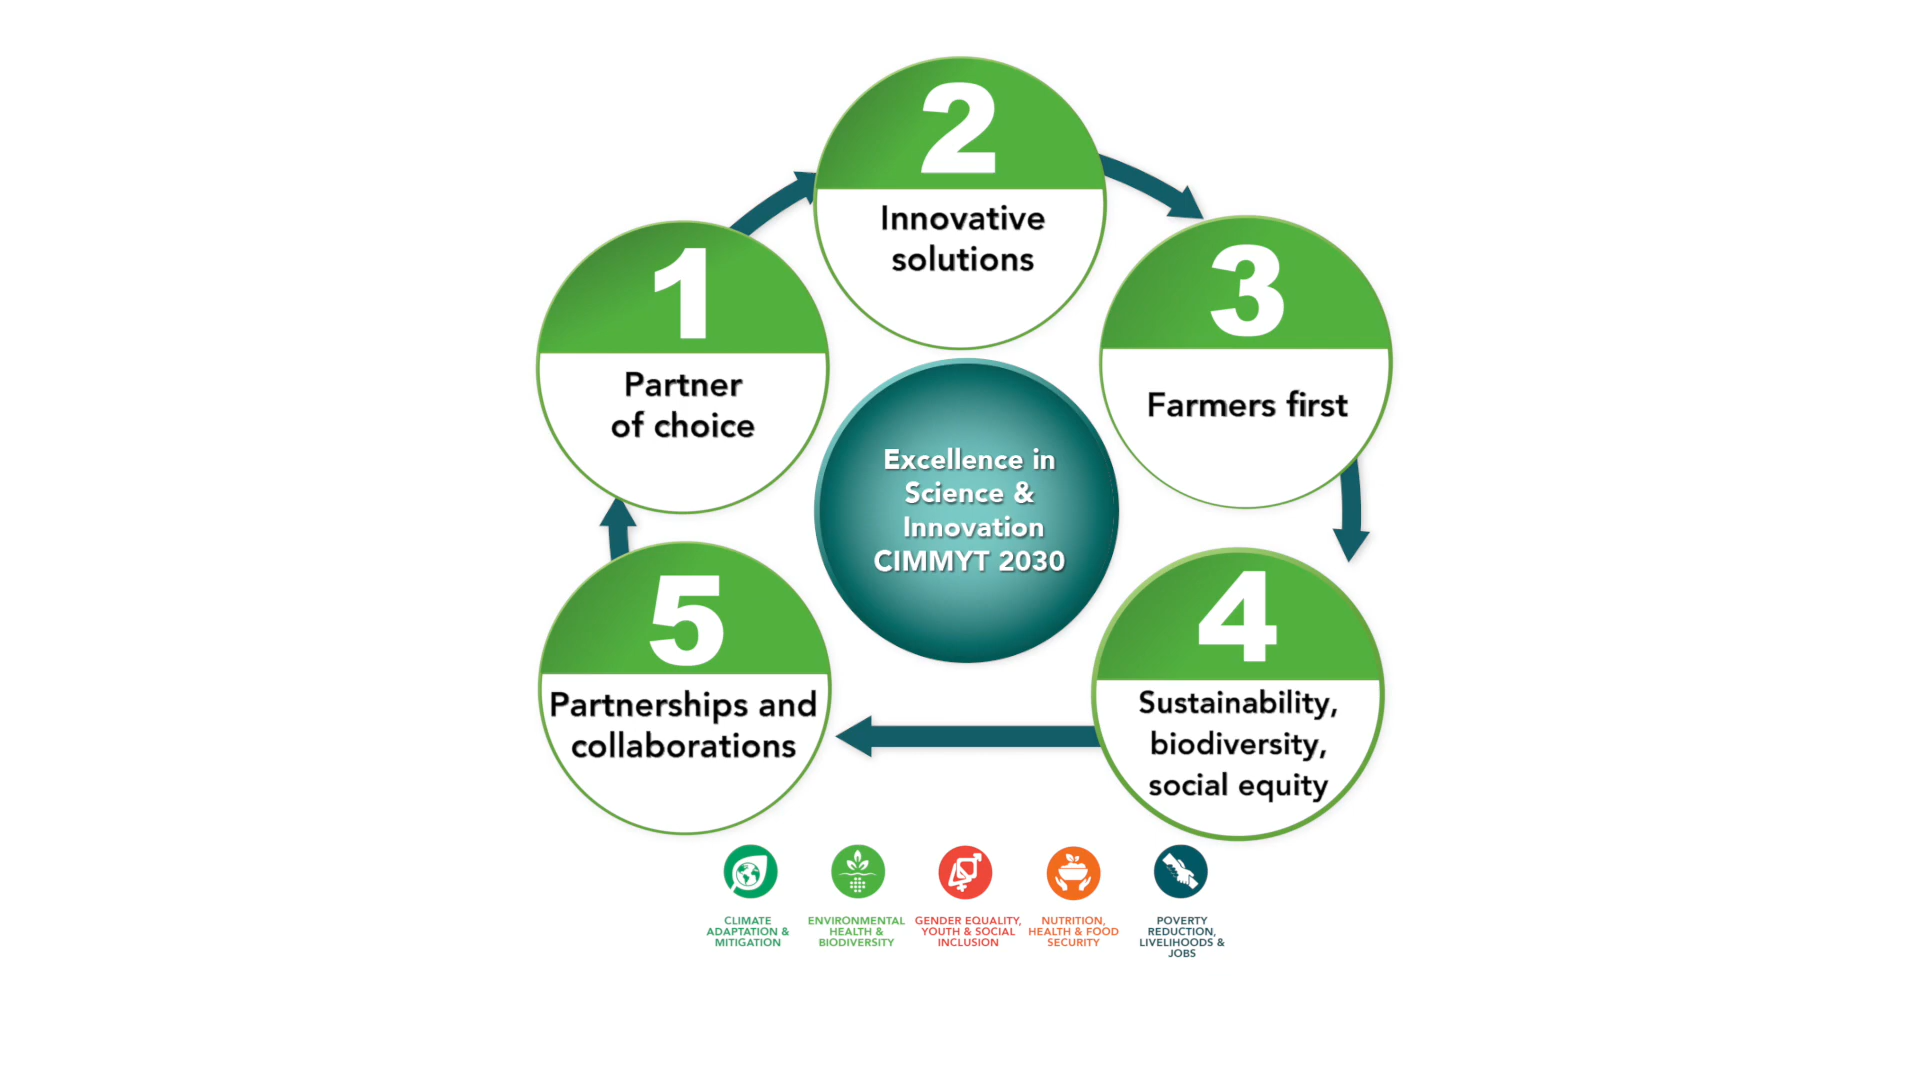 1
Partner
of choice
2
Innovative
solutions
3
Farmers first
4
Sustainability,
biodiversity,
social equity
5
Partnerships and
collaborations
Excellence in
Science &
Innovation
CIMMYT 2030
CLIMATE
ADAPTATION &
MITIGATION
ENVIRONMENTAL
HEALTH &
BIODIVERSITY
GENDER EQUALITY,
YOUTH & SOCIAL
INCLUSION
NUTRITION,
HEALTH & FOOD
SECURITY
POVERTY
REDUCTION,
LIVELIHOODS &
JOBS